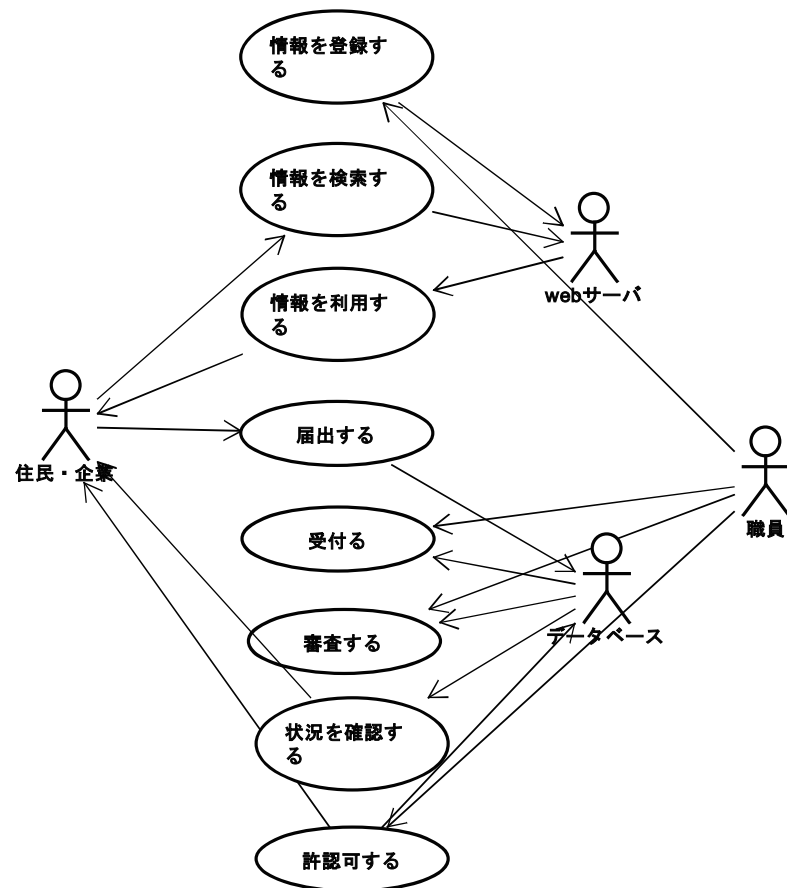 情報を登録す
る
情報を検索す
る
webサーバ
情報を利用す
る
届出する
住民・企業
職員
受付る
データベース
審査する
状況を確認す
る
許認可する